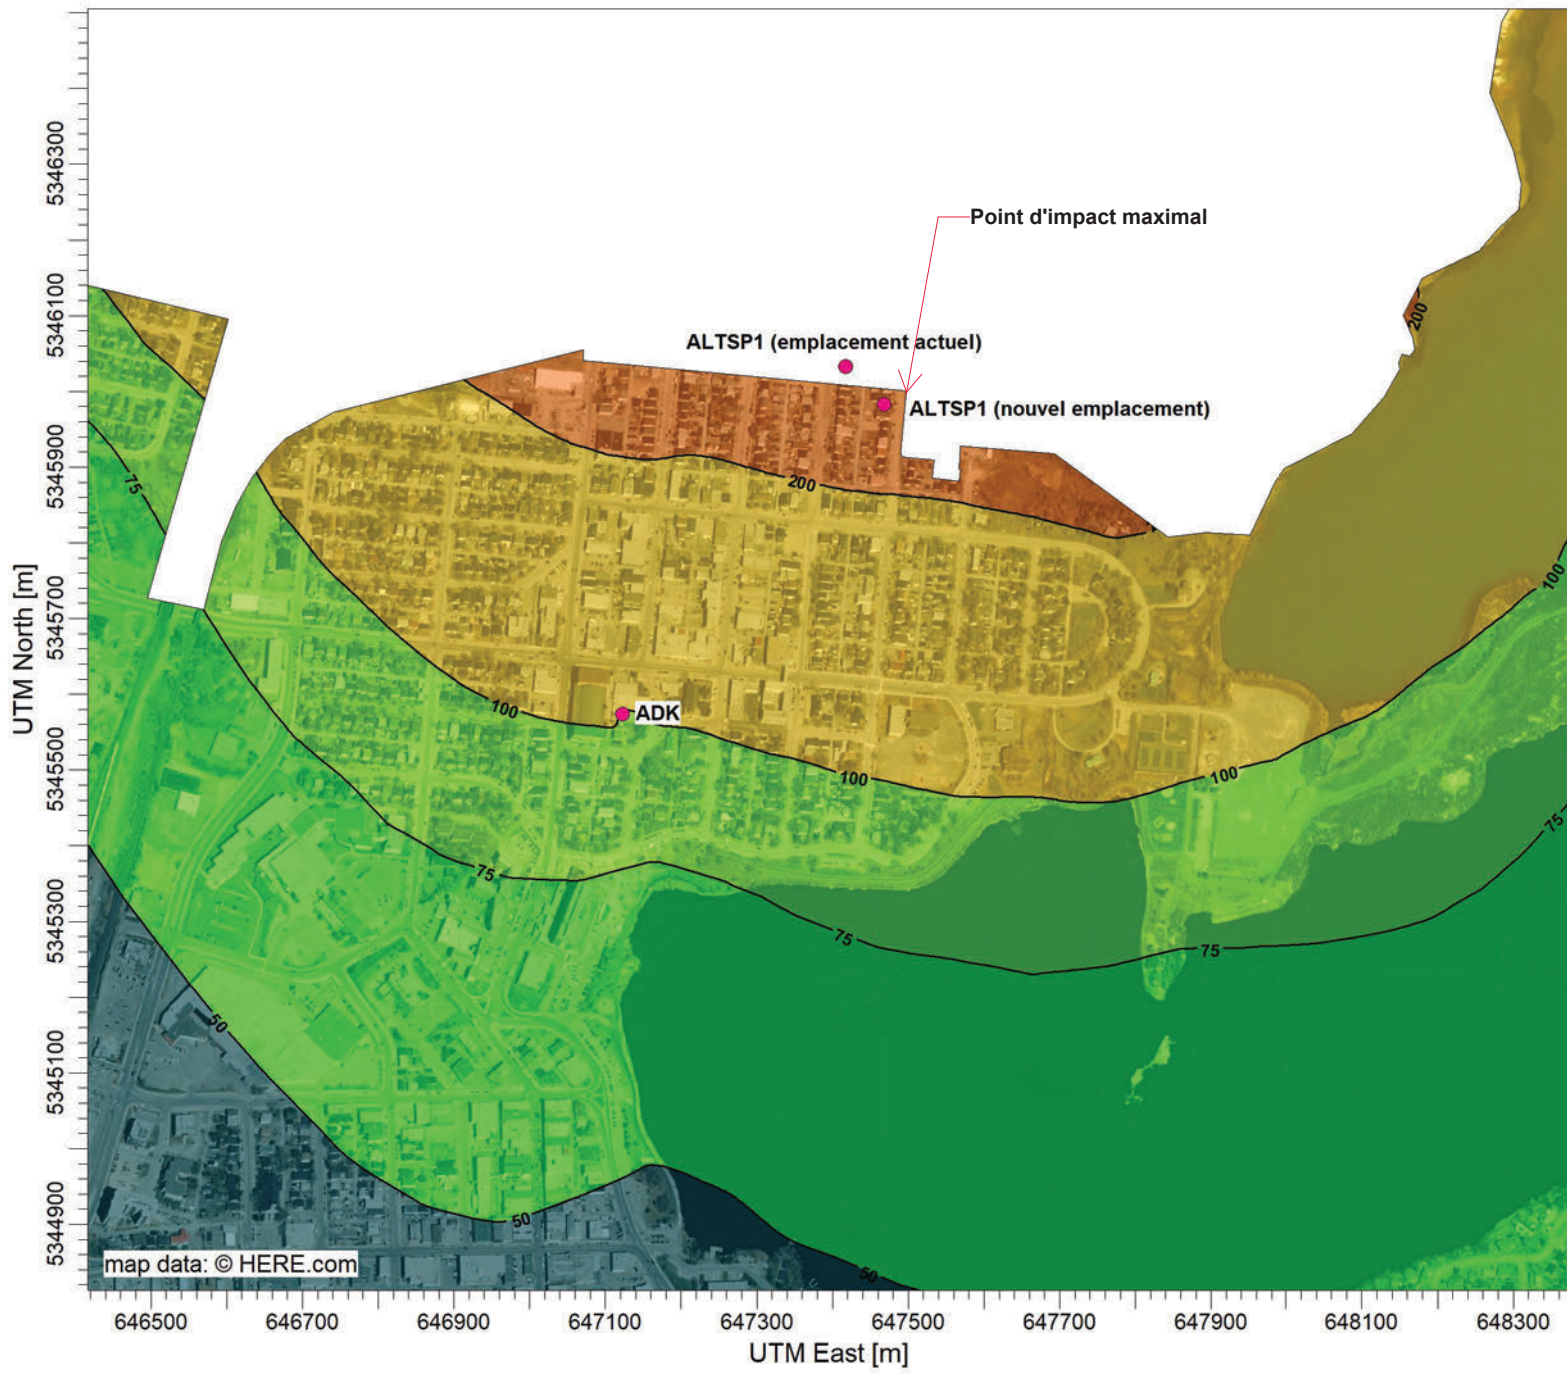 Point d'impact maximal
ALTSP1 (emplacement actuel)
ALTSP1 (nouvel emplacement)
200
200
75
100
100
ADK
100
100
100
75
75
75
75
50
50
50
map data: © HERE.com
UTM North [m]
5346300
5346100
5345900
5345700
5345500
5345300
5345100
5344900
646500 646700 646900 647100 647300 647500 647700 647900 648100 648300
UTM East [m]